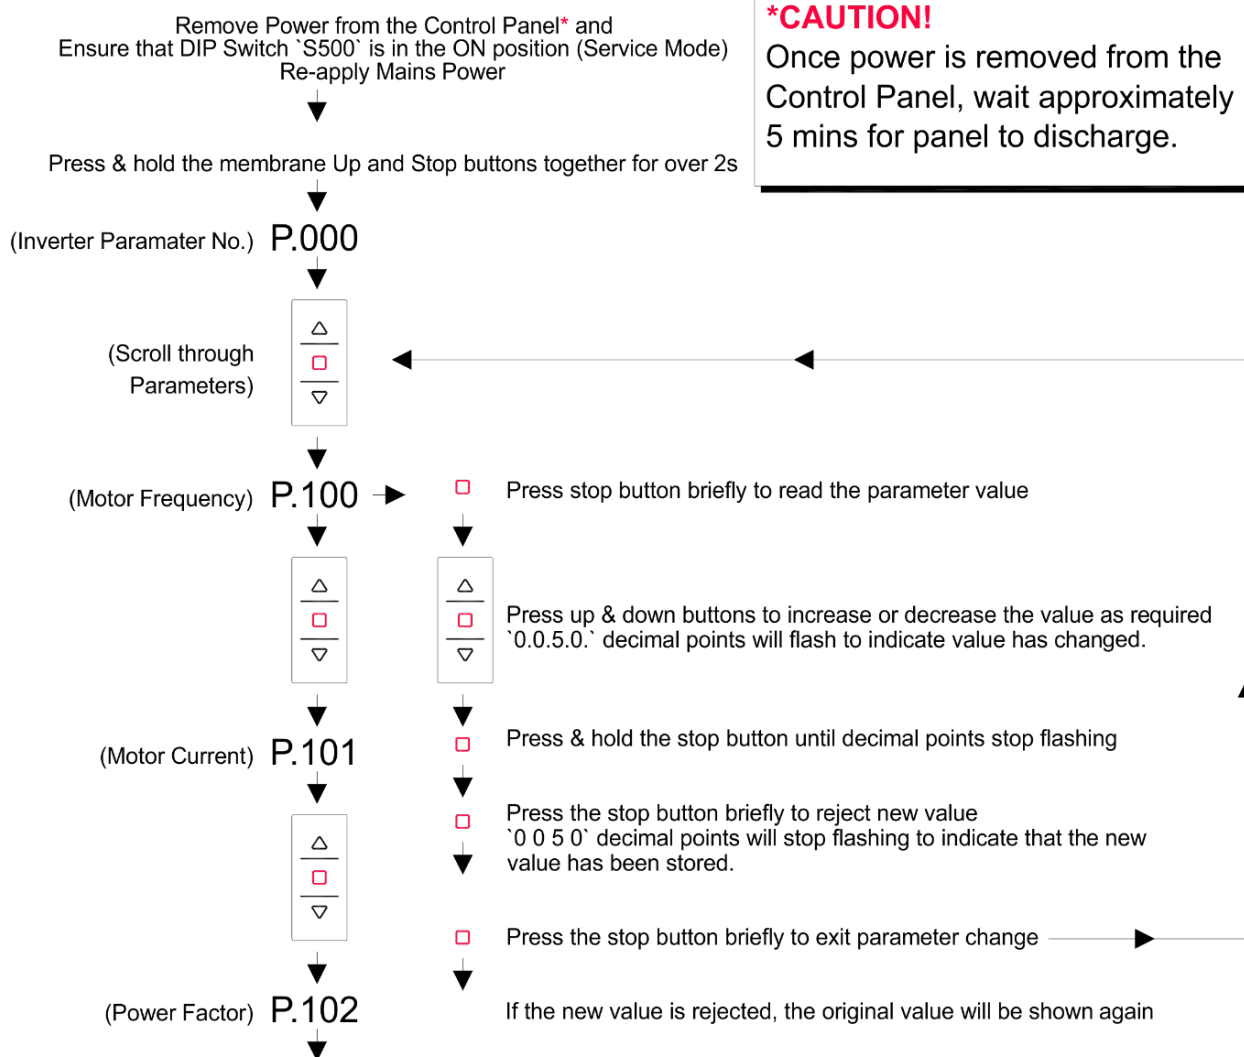 Remove Power from the Control Panel* and
Ensure that DIP Switch `S500` is in the ON position (Service Mode)
Re-apply Mains Power
*CAUTION!
Once power is removed from the
Control Panel, wait approximately
5 mins for panel to discharge.
Press & hold the membrane Up and Stop buttons together for over 2s
(Inverter Paramater No.) P.000
(Scroll through
Parameters)
(Motor Frequency) P.100
Press stop button briefly to read the parameter value
Press up & down buttons to increase or decrease the value as required
`0.0.5.0.` decimal points will flash to indicate value has changed.
(Motor Current) P.101
Press & hold the stop button until decimal points stop flashing
Press the stop button briefly to reject new value
`0 0 5 0` decimal points will stop flashing to indicate that the new
value has been stored.
Press the stop button briefly to exit parameter change
(Power Factor) P.102
If the new value is rejected, the original value will be shown again